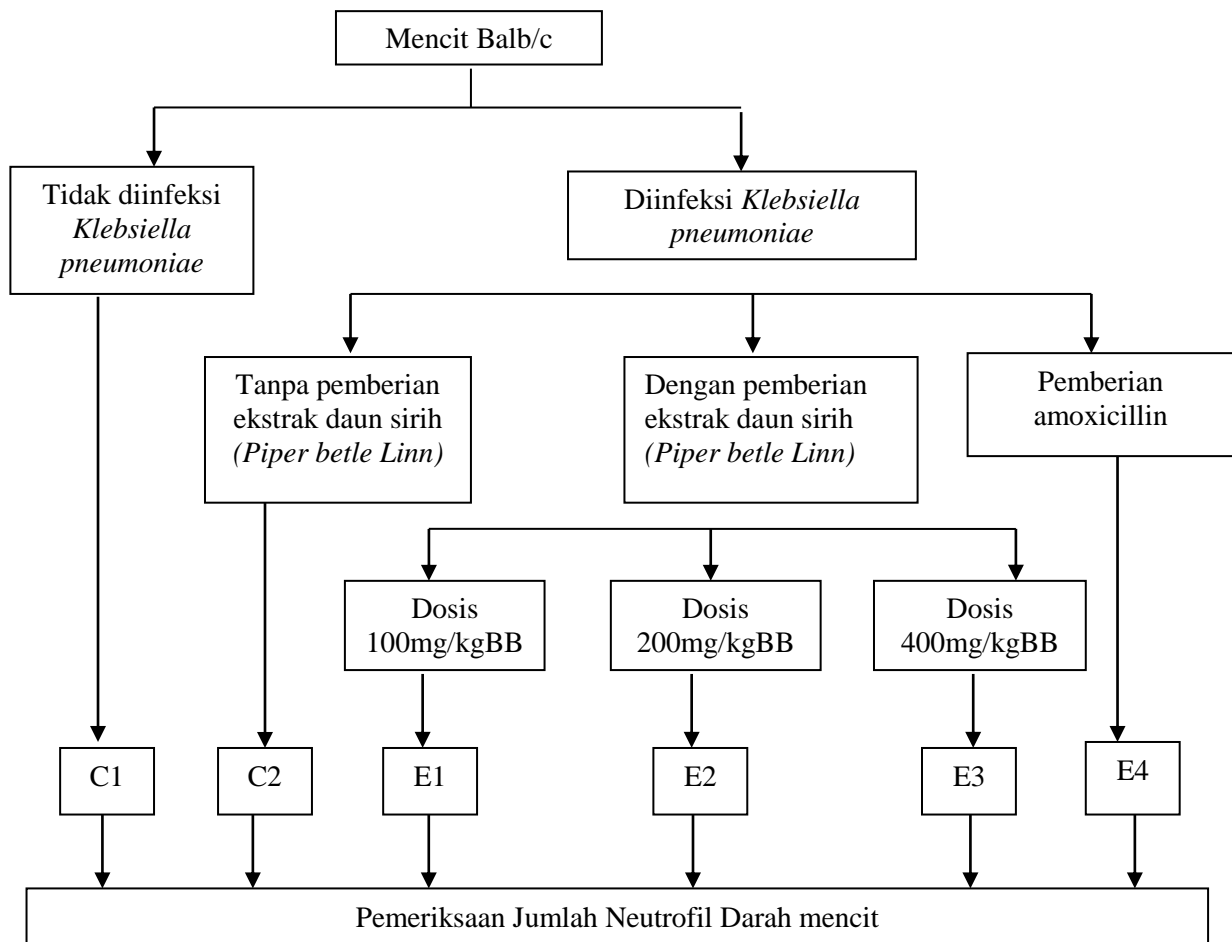 Mencit Balb/c
Tidak diinfeksi
Klebsiella
pneumoniae
Diinfeksi Klebsiella
pneumoniae
Tanpa pemberian
ekstrak daun sirih
(Piper betle Linn)
Dengan pemberian
ekstrak daun sirih
(Piper betle Linn)
Pemberian
amoxicillin
Dosis
100mg/kgBB
Dosis
200mg/kgBB
Dosis
400mg/kgBB
C1
C2
E1
E2
E3
E4
Pemeriksaan Jumlah Neutrofil Darah mencit